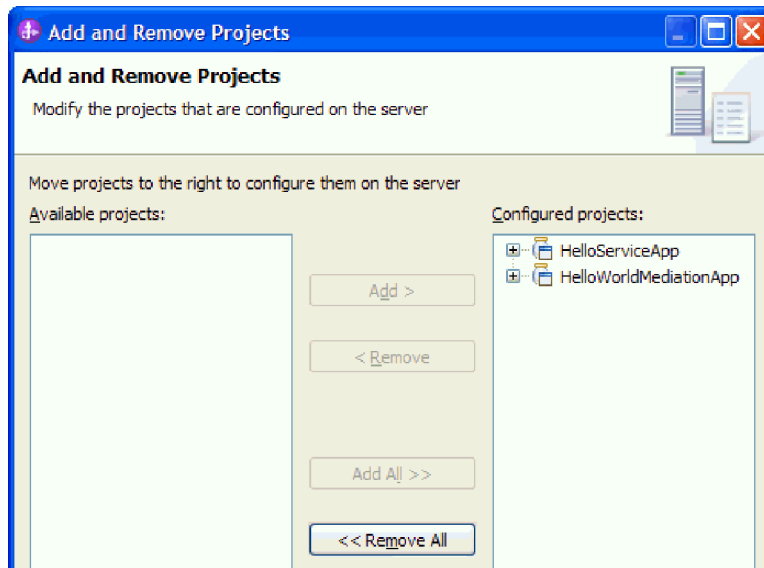 Add and Remove Projects
Add and Remove Projects
Modify the projects that are configured on the server
Move projects to the right to configure them on the server
Available projects:
Configured projects:
HelloServiceApp
HelloWorldMediationApp
Add >
< Remove
Add All >>
<< Remove All